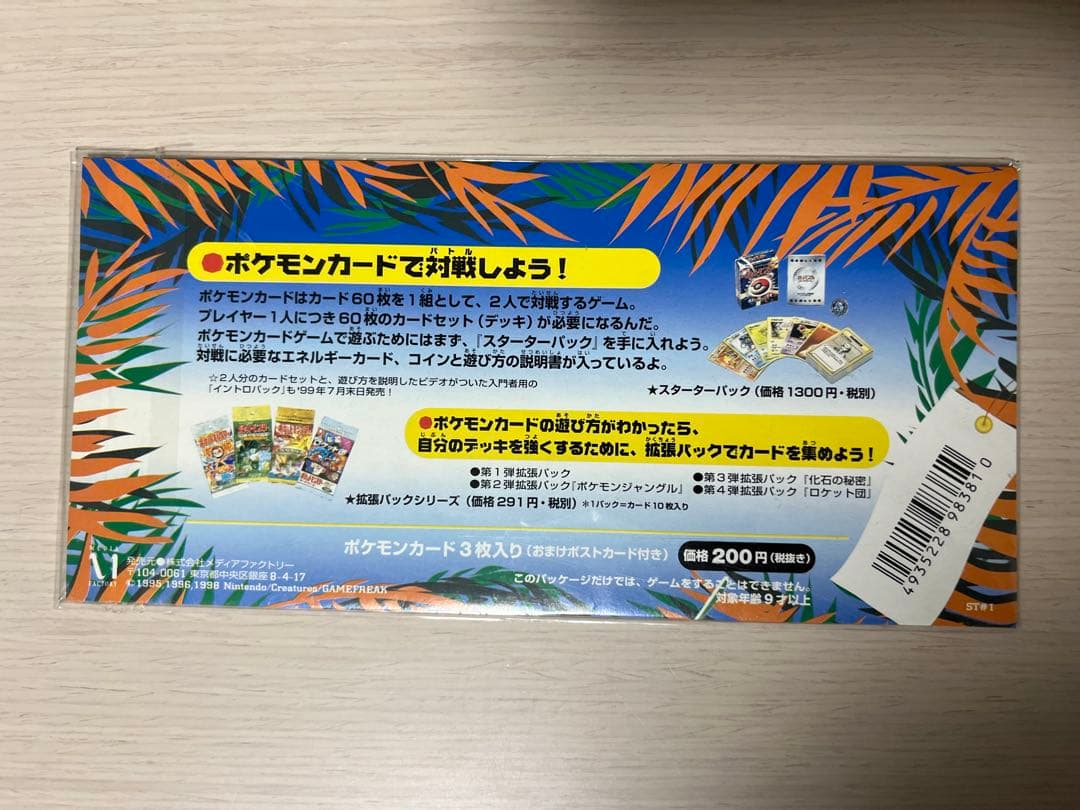 ●ポケモンカードで対戦しよう！
ポケモンカードはカード60枚を1組として、2人で対戦するゲーム。
プレイヤー1人につき60枚のカードセット（デッキ）が必要になるんだ。
ポケモンカードゲームで遊ぶためにはまず、『スターターパック』を手に入れよう。
対戦に必要なエネルギーカード、コインと遊び方の説明書が入っているよ。
☆2人分のカードセットと、遊び方を説明したビデオがついた入門者用の
『イントロパック』も'99年7月末日発売！
★スターターパック（価格1300円・税別）
●ポケモンカードの遊び方がわかったら、
自分のデッキを強くするために、拡張パックでカードを集めよう！
●第1弾拡張パック
●第2弾拡張パック『ポケモンジャングル』
●第3弾拡張パック『化石の秘密』
●第4弾拡張パック『ロケット団』
★拡張パックシリーズ（価格291円・税別）＊1パック=カード10枚入り
ポケモンカード3枚入り（おまけポストカード付き）価格200円（税抜き）
このパッケージだけでは、ゲームをすることはできません。
対象年齢9才以上
MEDIA
FACTORY
発売元●株式会社メディアファクトリー
〒104-0061 東京都中央区銀座8-4-17
©1995,1996,1998 Nintendo/Creatures/GAMEFREAK
4935228983810
ST#1